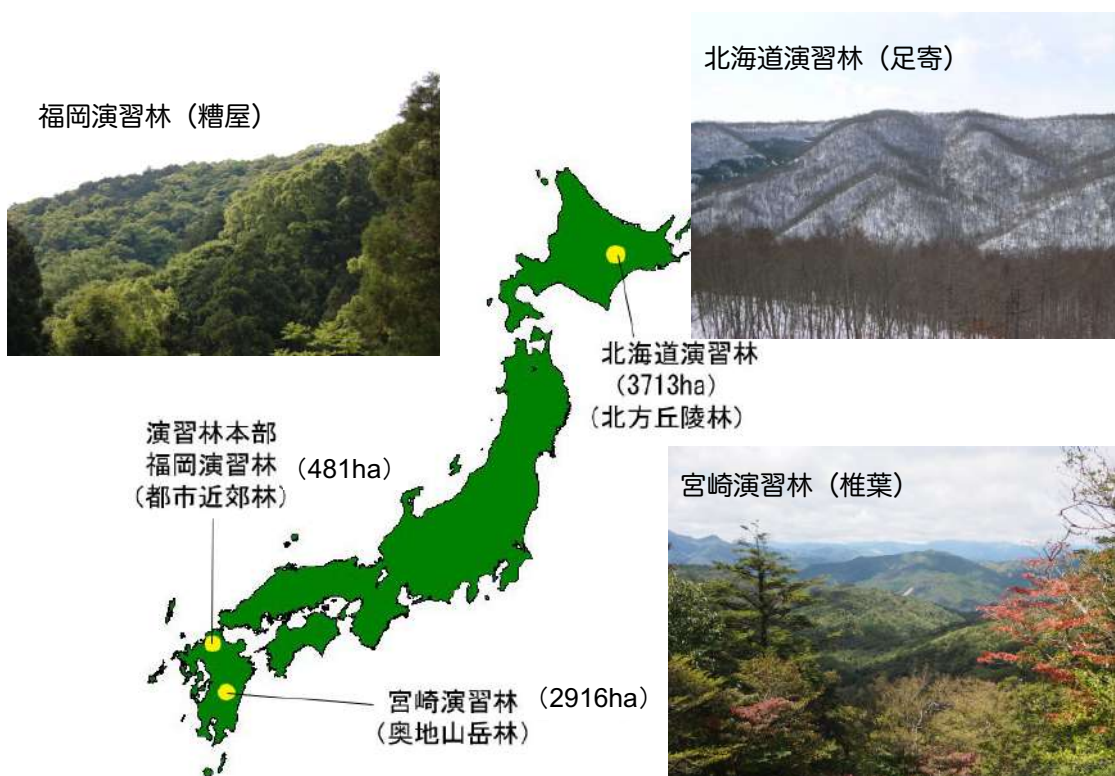 福岡演習林（糟屋）
北海道演習林（足寄）
北海道演習林
(3713ha)
(北方丘陵林)
演習林本部
福岡演習林（481ha）
(都市近郊林)
宮崎演習林（椎葉）
宮崎演習林（2916ha）
(奥地山岳林)